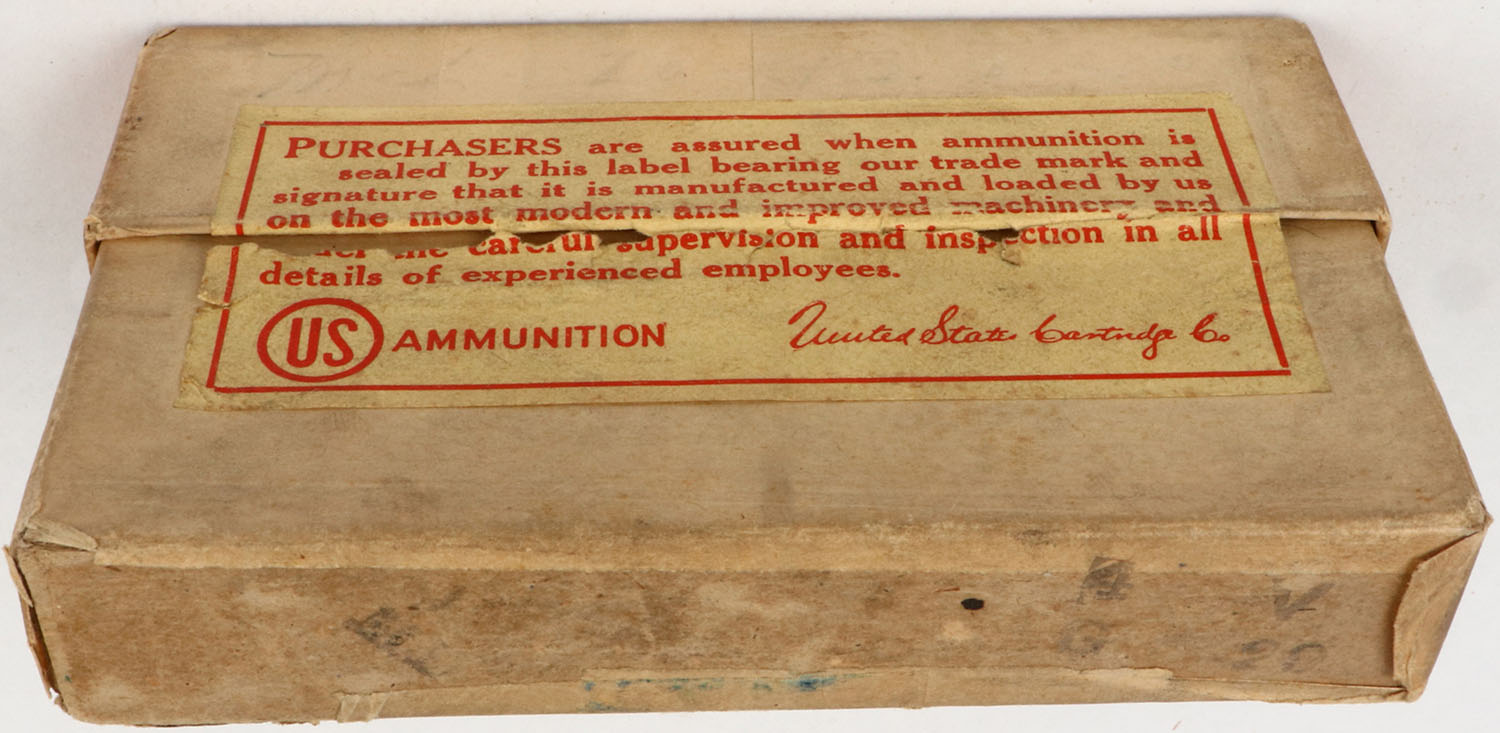 PURCHASERS are assured when ammunition is
sealed by this label bearing our trade mark and
signature that it is manufactured and loaded by us
on the most modern and improved machinery and
the careful supervision and inspection in all
details of experienced employees.
US AMMUNITION
United States Cartridge Co